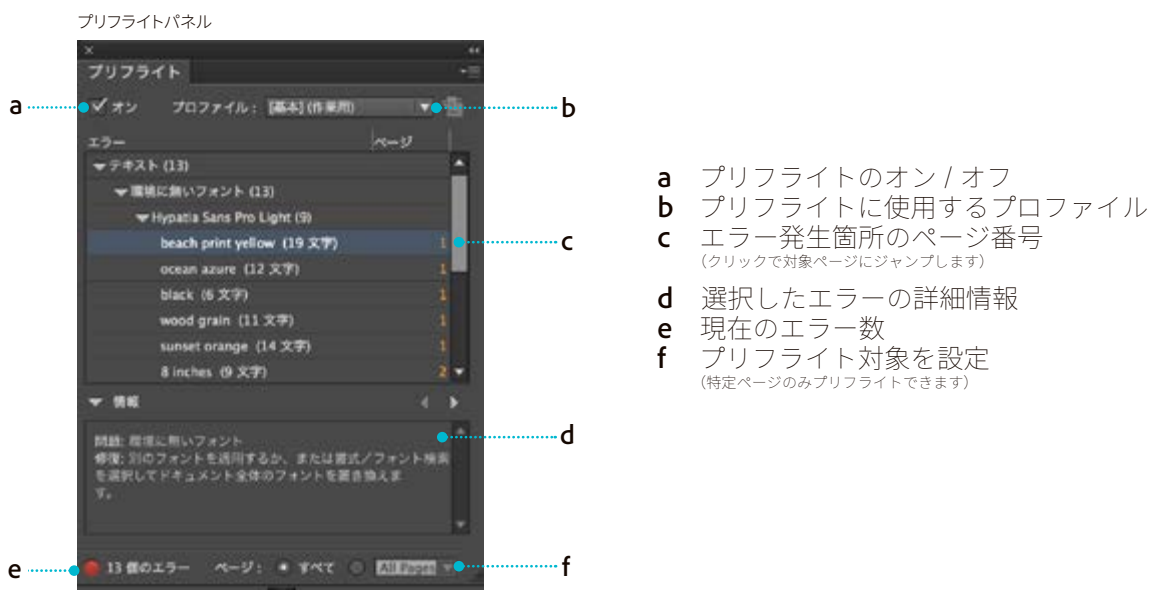 プリフライトパネル
プリフライト
a オン プロファイル : [基本] (作業用) b
エラー ページ
テキスト (13)
環境に無いフォント (13)
Hypatia Sans Pro Light (9)
beach print yellow (19 文字) 1 c
ocean azure (12 文字) 1
black (6 文字) 1
wood grain (11 文字) 1
sunset orange (14 文字) 1
8 inches (9 文字) 2
情報
問題: 環境に無いフォント d
修復: 別のフォントを適用するか、または書式/フォント検索
を選択してドキュメント全体のフォントを置き換えま
す。
e 13 個のエラー ページ : すべて All Pages f
a プリフライトのオン / オフ
b プリフライトに使用するプロファイル
c エラー発生箇所のページ番号
(クリックで対象ページにジャンプします)
d 選択したエラーの詳細情報
e 現在のエラー数
f プリフライト対象を設定
(特定ページのみプリフライトできます)